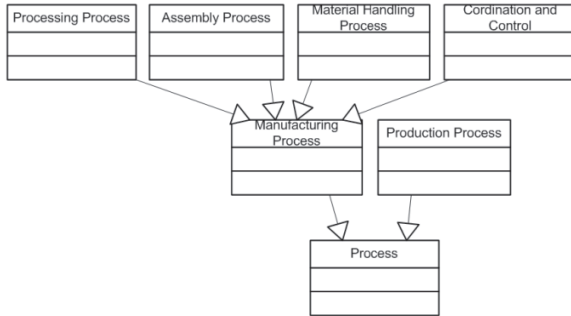 Processing Process
Assembly Process
Material Handling
Process
Cordination and
Control
Manufacturing
Process
Production Process
Process